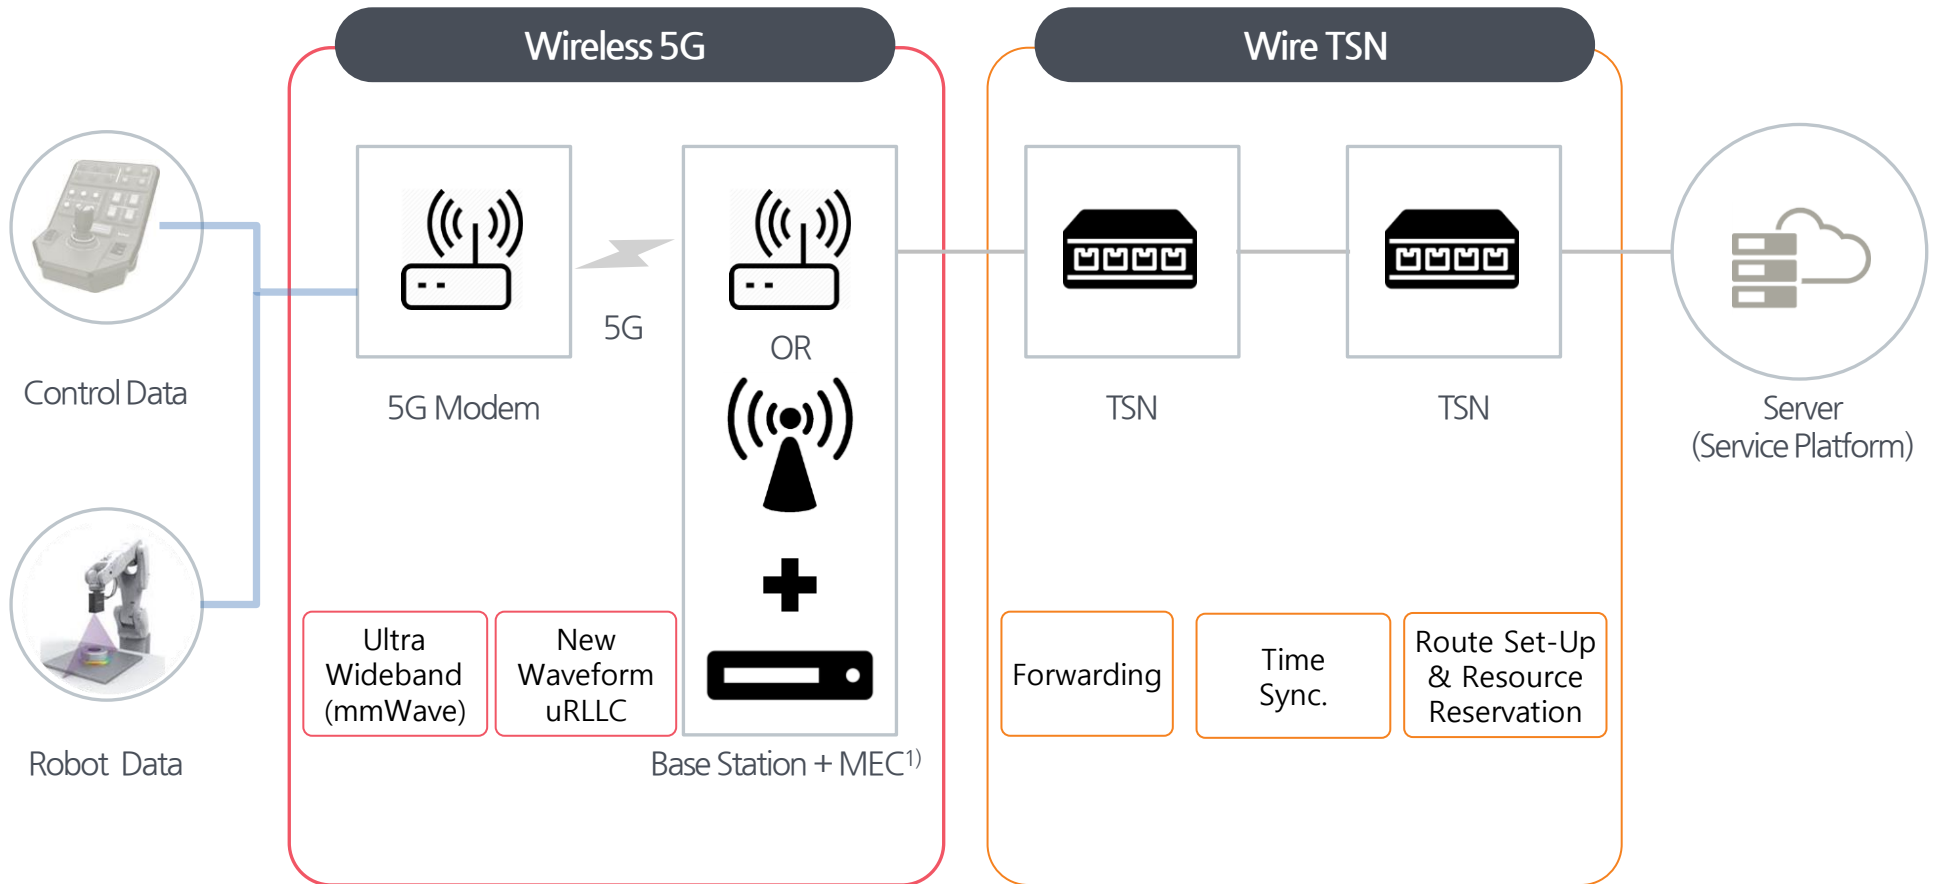 Wireless 5G
Wire TSN
5G
OR
Control Data
5G Modem
TSN
TSN
Server
(Service Platform)
Ultra
Wideband
(mmWave)
New
Waveform
uRLLC
Forwarding
Time
Sync.
Route Set-Up
& Resource
Reservation
Robot Data
Base Station + MEC¹⁾